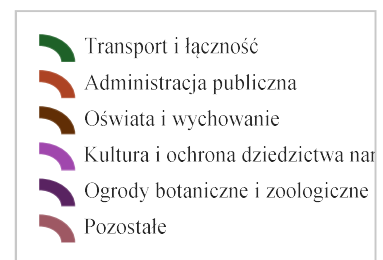 Transport i łączność
Administracja publiczna
Oświata i wychowanie
Kultura i ochrona dziedzictwa nar
Ogrody botaniczne i zoologiczne
Pozostałe